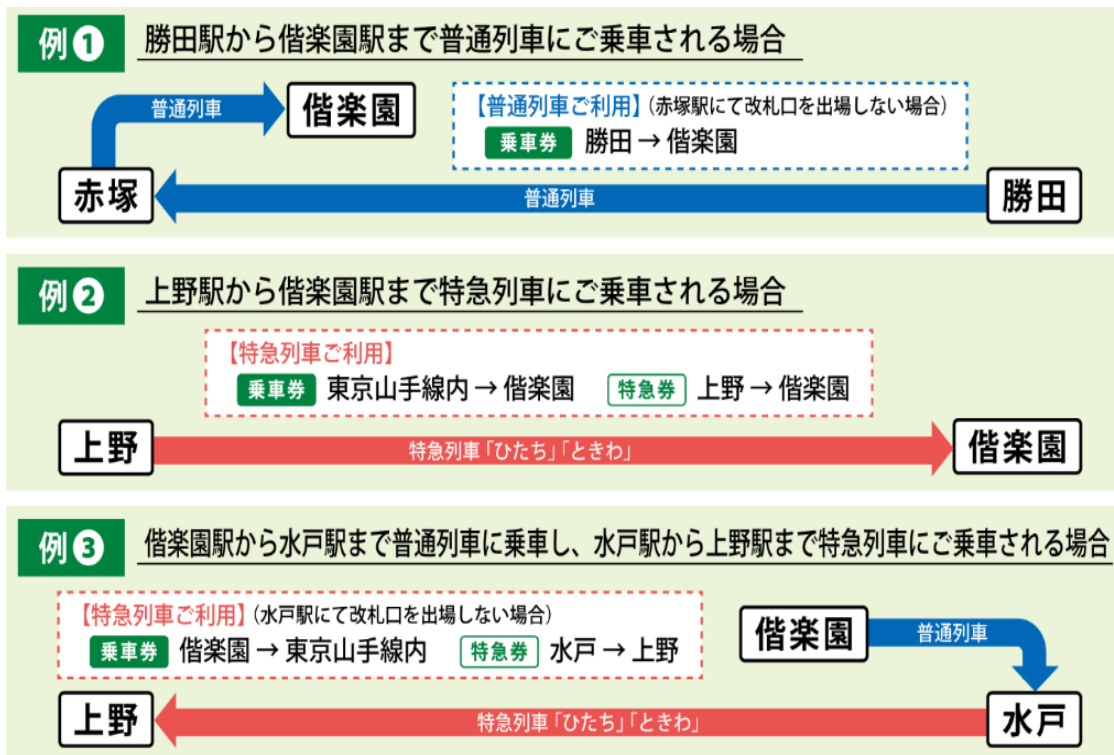 例❶ 勝田駅から偕楽園駅まで普通列車にご乗車される場合
普通列車
偕楽園
【普通列車ご利用】(赤塚駅にて改札口を出場しない場合)
乗車券 勝田→偕楽園
赤塚
普通列車
勝田
例❷ 上野駅から偕楽園駅まで特急列車にご乗車される場合
【特急列車ご利用】
乗車券 東京山手線内→偕楽園 特急券 上野→偕楽園
上野
特急列車「ひたち」「ときわ」
偕楽園
例❸ 偕楽園駅から水戸駅まで普通列車に乗車し、水戸駅から上野駅まで特急列車にご乗車される場合
【特急列車ご利用】(水戸駅にて改札口を出場しない場合)
乗車券 偕楽園→東京山手線内 特急券 水戸→上野
偕楽園
普通列車
上野
特急列車「ひたち」「ときわ」
水戸